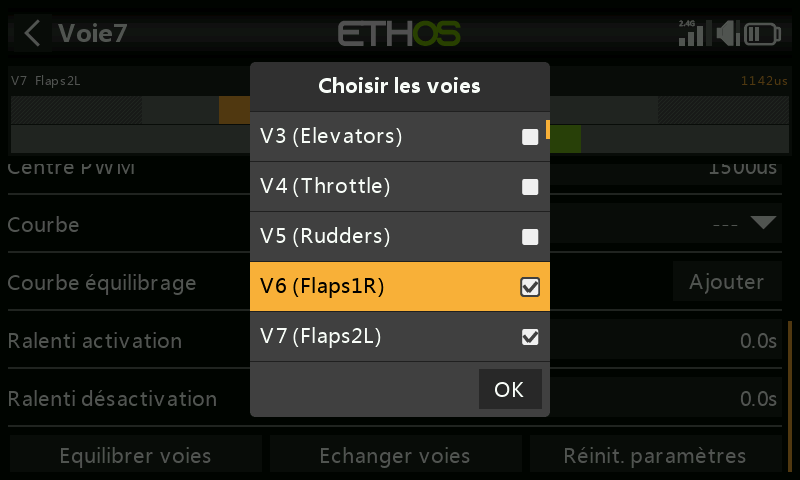 Voie7
ETHOS
2.4G
V7 Flaps2L
1142us
Choisir les voies
V3 (Elevators)
V4 (Throttle)
V5 (Rudders)
V6 (Flaps1R)
V7 (Flaps2L)
OK
Centre PWM
1500us
Courbe
---
Courbe équilibrage
Ajouter
Ralenti activation
0.0s
Ralenti désactivation
0.0s
Equilibrer voies
Echanger voies
Réinit. paramètres